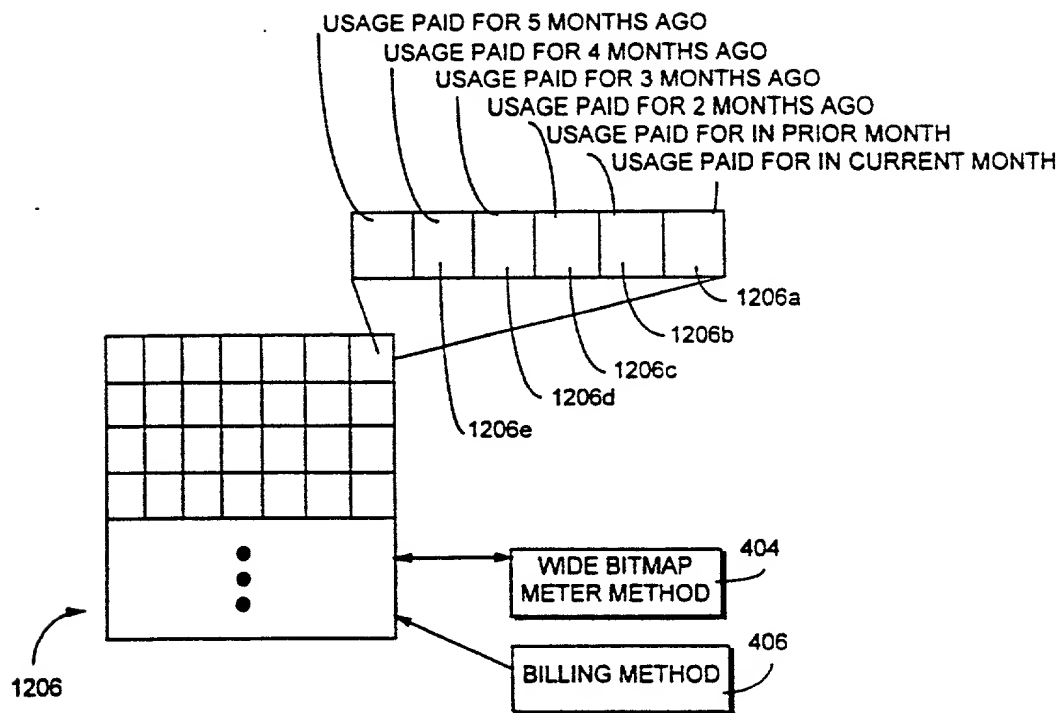 USAGE PAID FOR 5 MONTHS AGO
USAGE PAID FOR 4 MONTHS AGO
USAGE PAID FOR 3 MONTHS AGO
USAGE PAID FOR 2 MONTHS AGO
USAGE PAID FOR IN PRIOR MONTH
USAGE PAID FOR IN CURRENT MONTH
1206a
1206b
1206c
1206d
1206e
404
WIDE BITMAP
METER METHOD
406
BILLING METHOD
1206